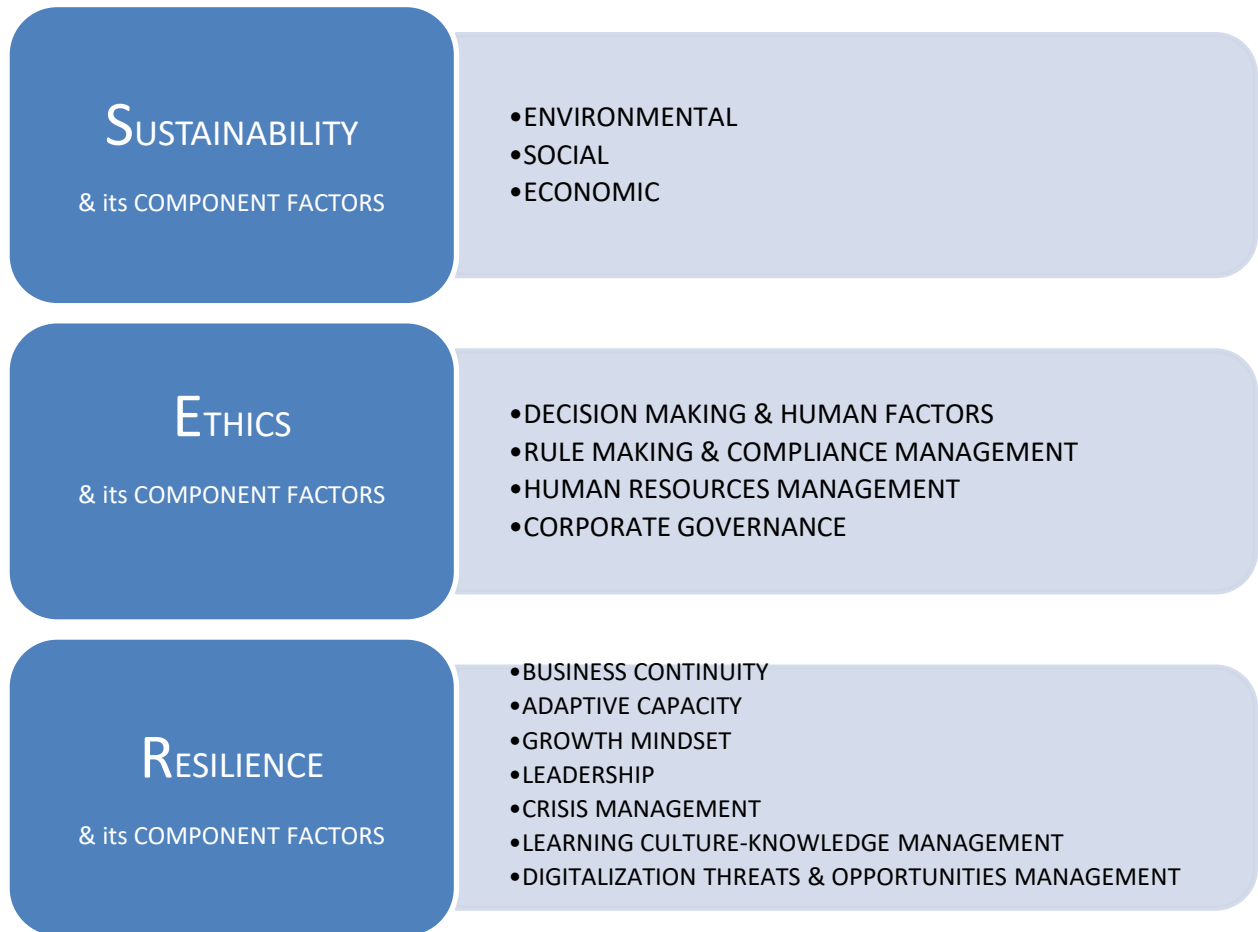 SUSTAINABILITY
& its COMPONENT FACTORS
•ENVIRONMENTAL
•SOCIAL
•ECONOMIC
ETHICS
& its COMPONENT FACTORS
•DECISION MAKING & HUMAN FACTORS
•RULE MAKING & COMPLIANCE MANAGEMENT
•HUMAN RESOURCES MANAGEMENT
•CORPORATE GOVERNANCE
RESILIENCE
& its COMPONENT FACTORS
•BUSINESS CONTINUITY
•ADAPTIVE CAPACITY
•GROWTH MINDSET
•LEADERSHIP
•CRISIS MANAGEMENT
•LEARNING CULTURE-KNOWLEDGE MANAGEMENT
•DIGITALIZATION THREATS & OPPORTUNITIES MANAGEMENT